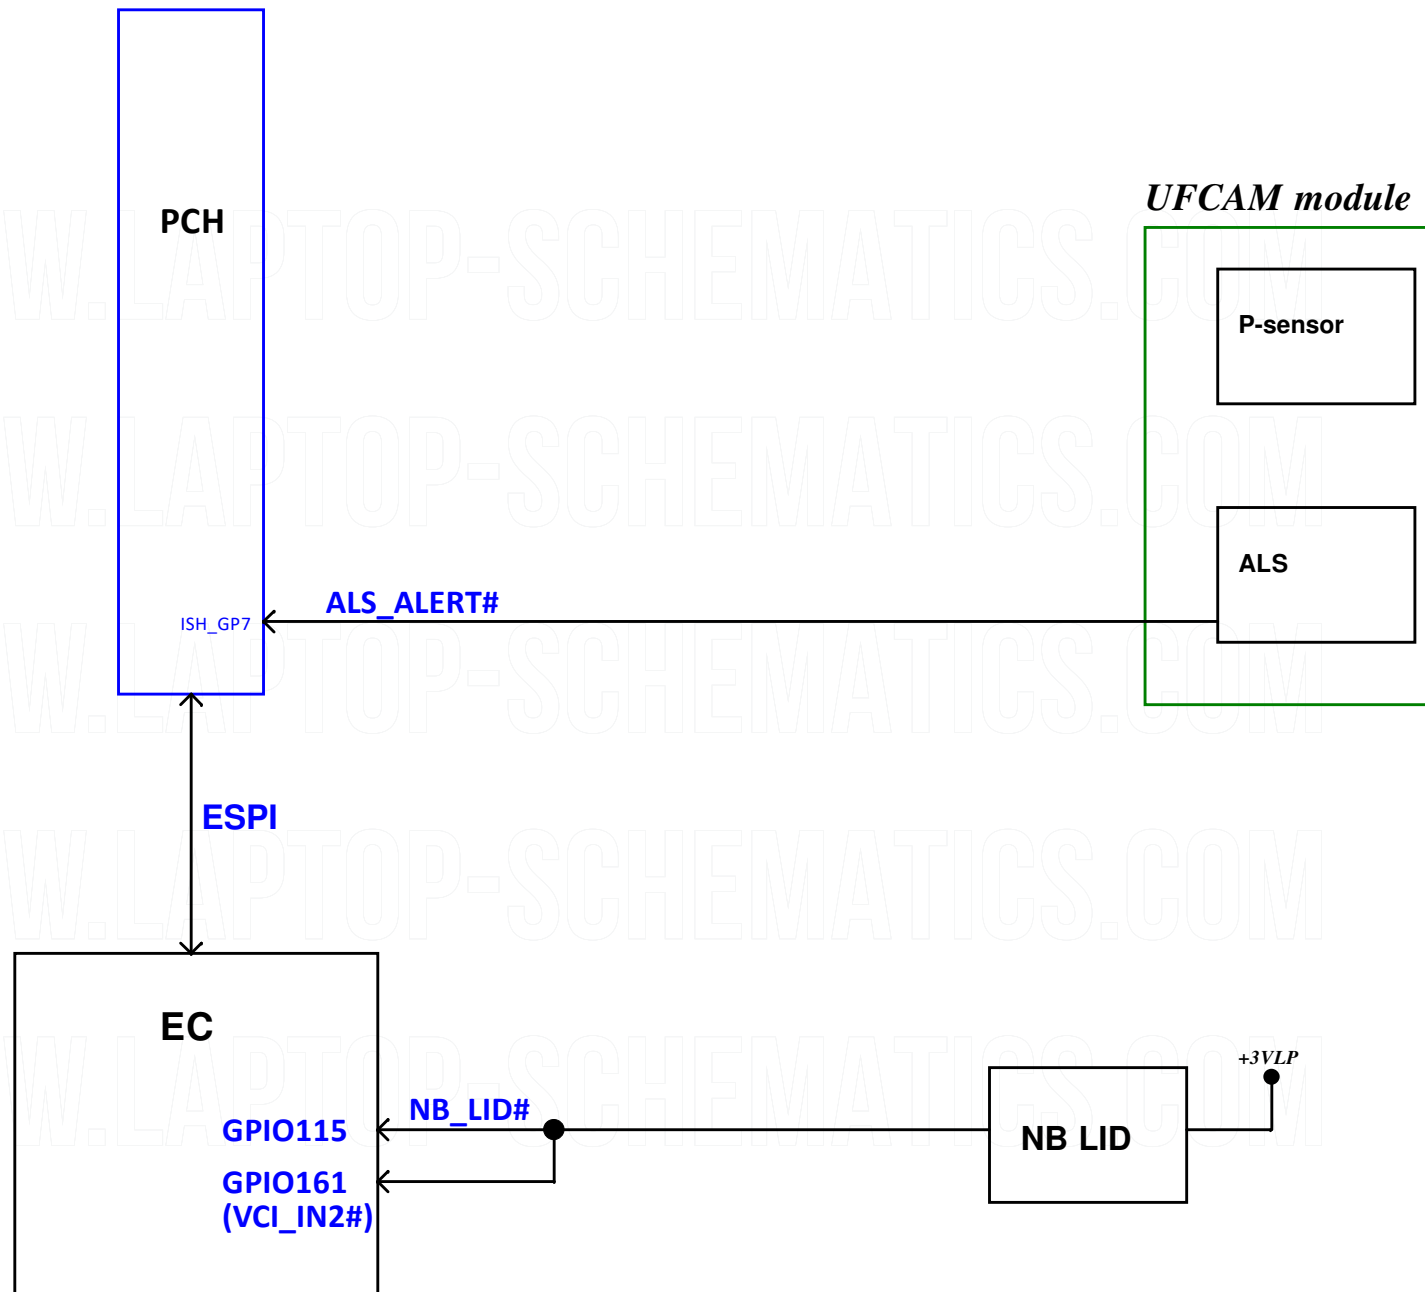 UFCAM module
PCH
W.LAPTOP-SCHEMATICS.COM
P-sensor
W.LAPTOP-SCHEMATICS.COM
ALS
ALS_ALERT#
ISH_GP7
W.LAPTOP-SCHEMATICS.COM
ESPI
W.LAPTOP-SCHEMATICS.COM
EC
W.LAPTOP-SCHEMATICS.COM
+3VLP
NB_LID#
GPIO115
NB LID
GPIO161
(VCI_IN2#)